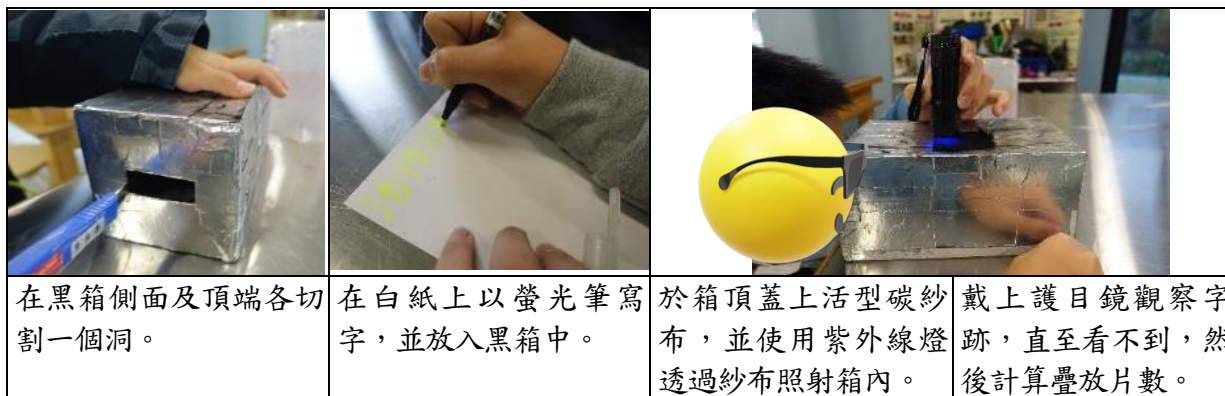 在黑箱側面及頂端各切
割一個洞。
在白紙上以螢光筆寫
字，並放入黑箱中。
於箱頂蓋上活型碳紗
布，並使用紫外線燈
透過紗布照射箱內。
戴上護目鏡觀察字
跡，直至看不到，然
後計算疊放片數。